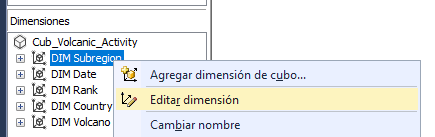 Dimensiones
Cub_Volcanic_Activity
DIM Subregion
DIM Date
DIM Rank
DIM Country
DIM Volcano
Agregar dimensión de cubo...
Editar dimensión
Cambiar nombre